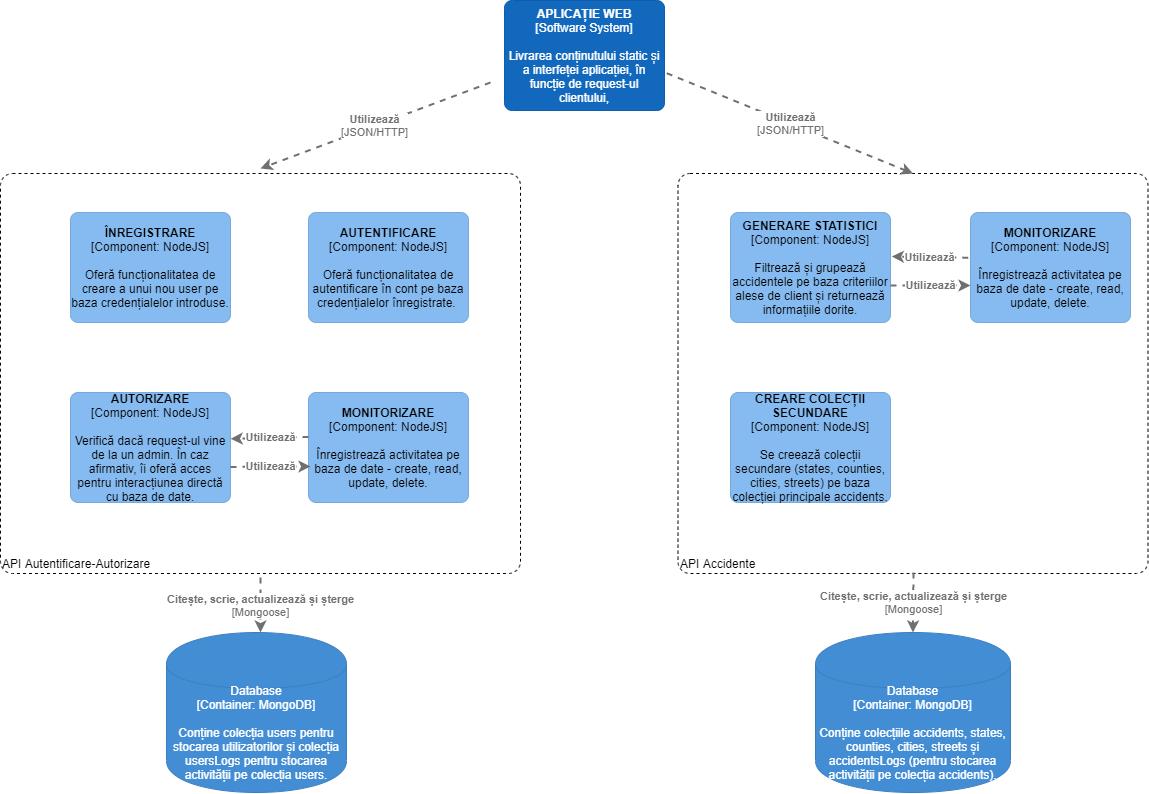 APLICAȚIE WEB
[Software System]
Livrarea conținutului static și
a interfeței aplicației, în
funcție de request-ul
clientului,
Utilizează
[JSON/HTTP]
Utilizează
[JSON/HTTP]
ÎNREGISTRARE
[Component: NodeJS]
Oferă funcționalitatea de
creare a unui nou user pe
baza credențialelor introduse.
AUTENTIFICARE
[Component: NodeJS]
Oferă funcționalitatea de
autentificare în cont pe baza
credențialelor înregistrate.
AUTORIZARE
[Component: NodeJS]
Verifică dacă request-ul vine
de la un admin. În caz
afirmativ, îi oferă acces
pentru interacțiunea directă
cu baza de date.
Utilizează
Utilizează
MONITORIZARE
[Component: NodeJS]
Înregistrează activitatea pe
baza de date - create, read,
update, delete.
API Autentificare-Autorizare
GENERARE STATISTICI
[Component: NodeJS]
Filtrează și grupează
accidentele pe baza criteriilor
alese de client și returnează
informațiile dorite.
Utilizează
Utilizează
MONITORIZARE
[Component: NodeJS]
Înregistrează activitatea pe
baza de date - create, read,
update, delete.
CREARE COLECȚII
SECUNDARE
[Component: NodeJS]
Se creează colecții
secundare (states, counties,
cities, streets) pe baza
colecției principale accidents.
API Accidente
Citește, scrie, actualizează și șterge
[Mongoose]
Citește, scrie, actualizează și șterge
[Mongoose]
Database
[Container: MongoDB]
Conține colecția users pentru
stocarea utilizatorilor și colecția
usersLogs pentru stocarea
activității pe colecția users.
Database
[Container: MongoDB]
Conține colecțiile accidents, states,
counties, cities, streets și
accidentsLogs (pentru stocarea
activității pe colecția accidents).